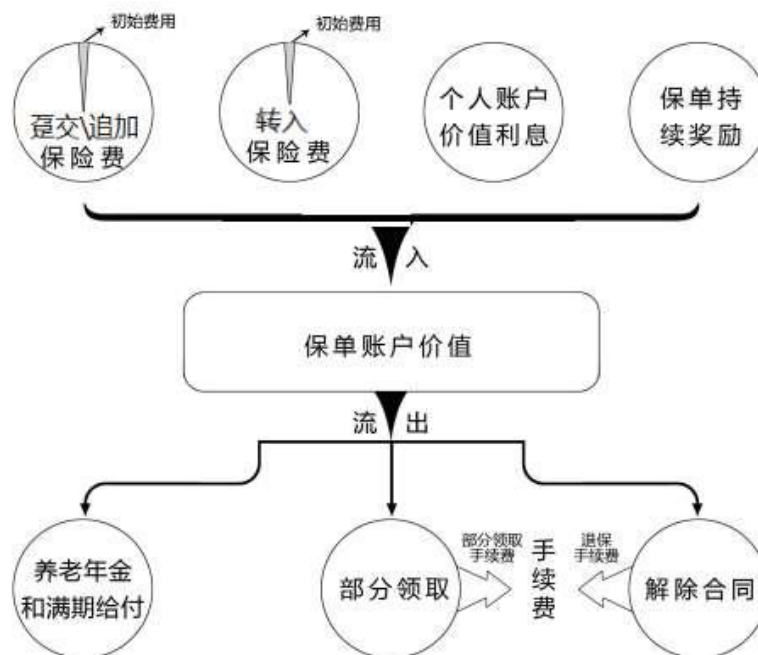 初始费用
初始费用
趸交\追加
保险费
转入
保险费
个人账户
价值利息
保单持
续奖励
流入
保单账户价值
流出
养老年金
和满期给付
部分领取
部分领取
手续费
手续费
退保
手续费
解除合同